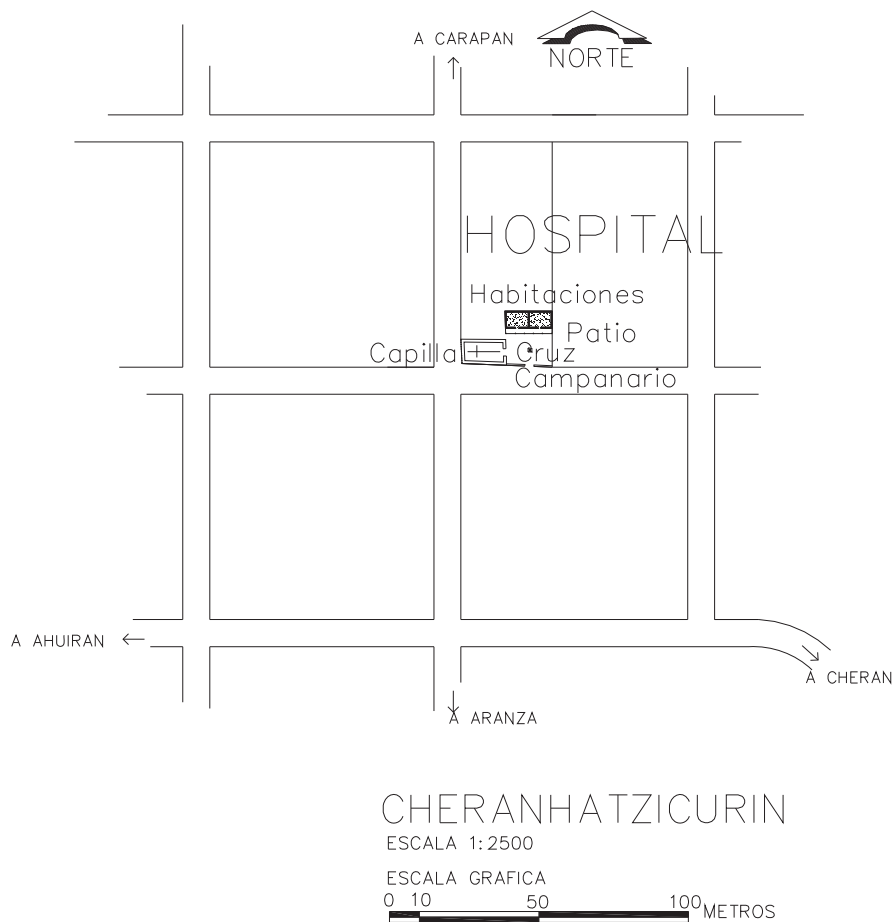 A CARAPAN
NORTE
HOSPITAL
Habitaciones
Patio
Capilla
Cruz
Campanario
A AHUIRAN
A CHERAN
A ARANZA
CHERANHATZICURIN
ESCALA 1:2500
ESCALA GRAFICA
0 10 50 100 METROS